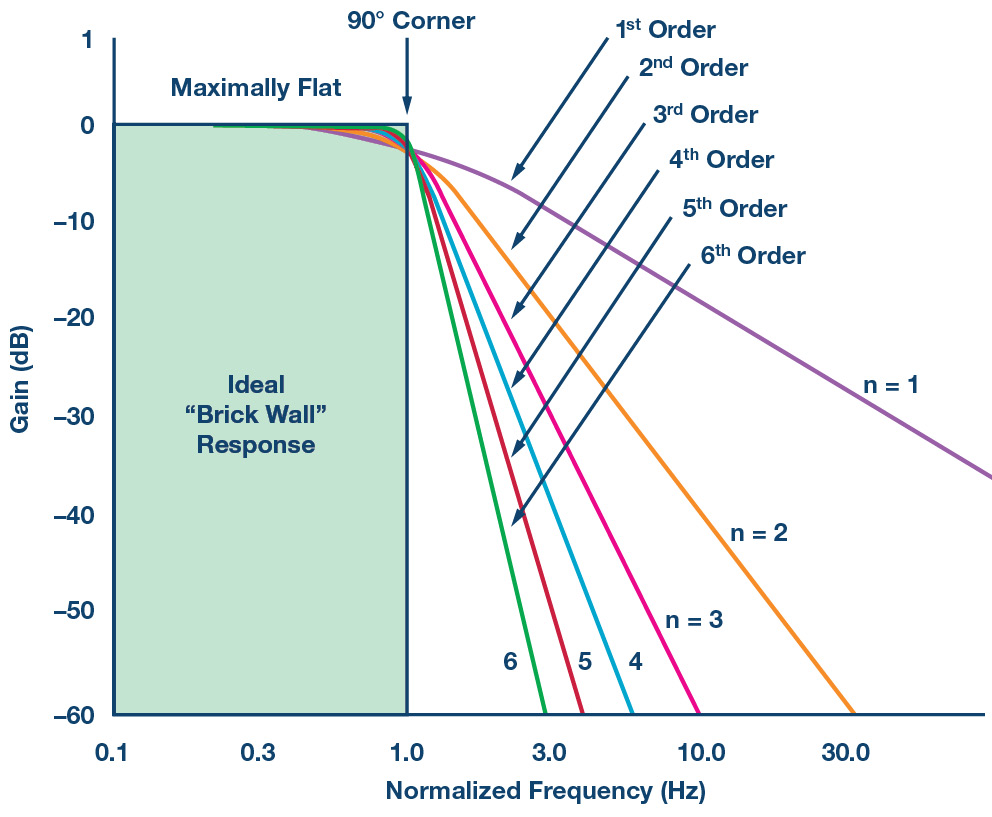 90° Corner
1
Maximally Flat
0
–10
–20
–30
–40
–50
–60
Gain (dB)
Ideal
“Brick Wall”
Response
1st Order
2nd Order
3rd Order
4th Order
5th Order
6th Order
n = 1
n = 2
n = 3
6
5
4
0.1
0.3
1.0
3.0
10.0
30.0
Normalized Frequency (Hz)